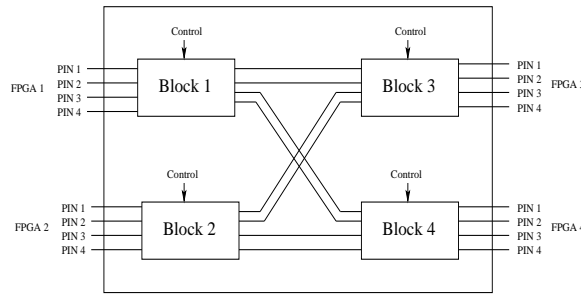 Control
Control
PIN 1
PIN 2
FPGA 1
PIN 3
PIN 4
Block 1
Block 3
PIN 1
PIN 2
FPGA 3
PIN 3
PIN 4
Control
Control
PIN 1
PIN 2
FPGA 2
PIN 3
PIN 4
Block 2
Block 4
PIN 1
PIN 2
FPGA 4
PIN 3
PIN 4